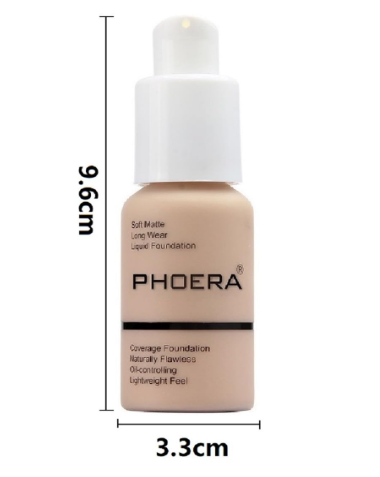 9.6cm
Soft Matte
Long Wear
Liquid Foundation
PHOERA®
Coverage Foundation
Naturally Flawless
Oil-controlling
Lightweight Feel
3.3cm